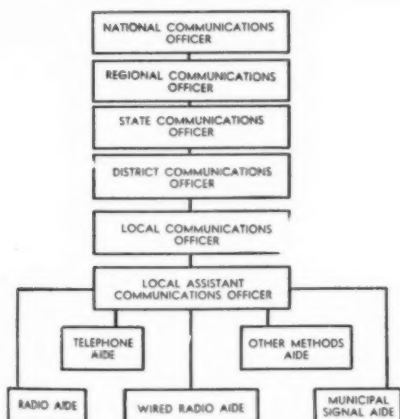 NATIONAL COMMUNICATIONS
OFFICER
REGIONAL COMMUNICATIONS
OFFICER
STATE COMMUNICATIONS
OFFICER
DISTRICT COMMUNICATIONS
OFFICER
LOCAL COMMUNICATIONS
OFFICER
LOCAL ASSISTANT
COMMUNICATIONS OFFICER
TELEPHONE
AIDE
OTHER METHODS
AIDE
RADIO AIDE
WIRED RADIO AIDE
MUNICIPAL
SIGNAL AIDE